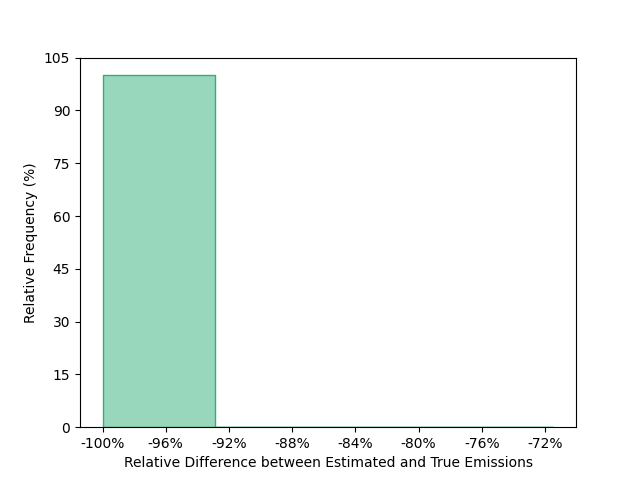 105
90
75
60
45
30
15
0
Relative Frequency (%)
-100% -96% -92% -88% -84% -80% -76% -72%
Relative Difference between Estimated and True Emissions